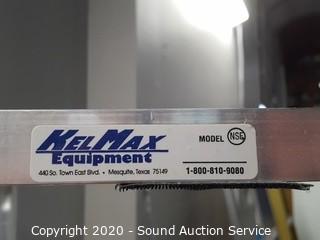 KelMax
Equipment
MODEL NSF
440 So. Town East Blvd. • Mesquite, Texas 75149
1-800-810-9080
Copyright 2020 - Sound Auction Service